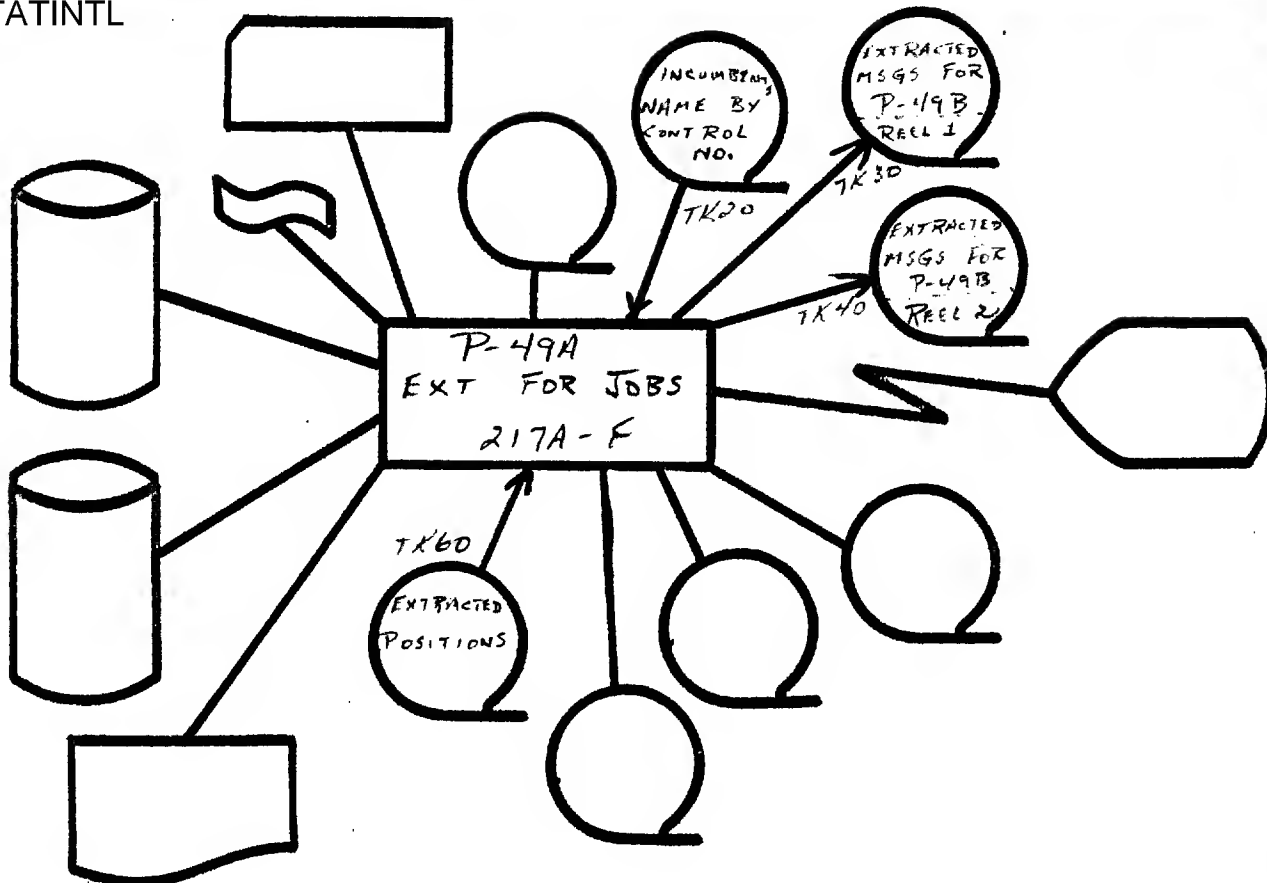 TATINTL
INCUMBENT'S
NAME BY
CONTROL
NO.
TK20
EXTRACTED
MSGS FOR
P-49B
REEL 1
TK30
EXTRACTED
MSGS FOR
P-49B
REEL 2
TK40
P-49A
EXT FOR JOBS
217A-F
TK60
EXTRACTED
POSITIONS